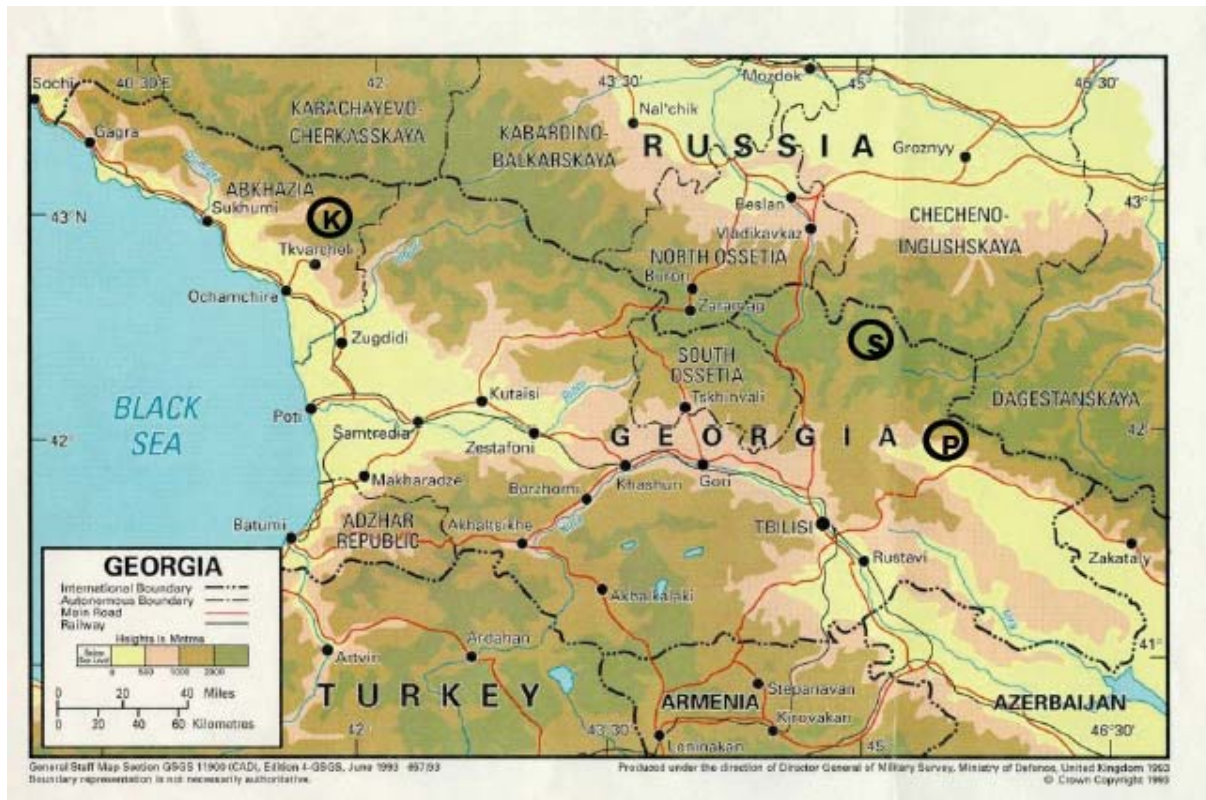 Sochi
40 30'E
42
43 30'
Mozdok
45
46 30'
KARACHAYEVO-
CHERKASSKAYA
Nal'chik
KABARDINO-
BALKARSKAYA
RUSSIA
Groznyy
Gagra
ABKHAZIA
Sukhumi
K
43°N
Beslan
43°
CHECHENO-
INGUSHSKAYA
Vladikavkaz
Tkvarcheli
NORTH OSSETIA
Buron
Ochamchire
Zaramag
Zugdidi
S
SOUTH
OSSETIA
DAGESTANSKAYA
BLACK
SEA
Kutaisi
Poti
Tskhinvali
Samtredia
42°
Zestafoni
GEORGIA
P
42°
Makharadze
Borzhomi
Khashuri
Gori
Batumi
ADZHAR
REPUBLIC
Akhaltsikhe
TBILISI
Rustavi
Zakataly
Akhalkalaki
GEORGIA
International Boundary
Autonomous Boundary
Main Road
Railway
Heights in Metres
Below
Sea Level
0 500 1000 2000
0 20 40 Miles
0 20 40 60 Kilometres
Ardahan
Artvin
41°
TURKEY
ARMENIA
Stepanavan
AZERBAIJAN
Kirovakan
Leninakan
42°
43°30'
45°
46°30'
General Staff Map Section GSGS 11900 (CAD), Edition 4-GSGS, June 1993
Boundary representation is not necessarily authoritative.
Produced under the direction of Director General of Military Survey, Ministry of Defence, United Kingdom 1993
© Crown Copyright 1993